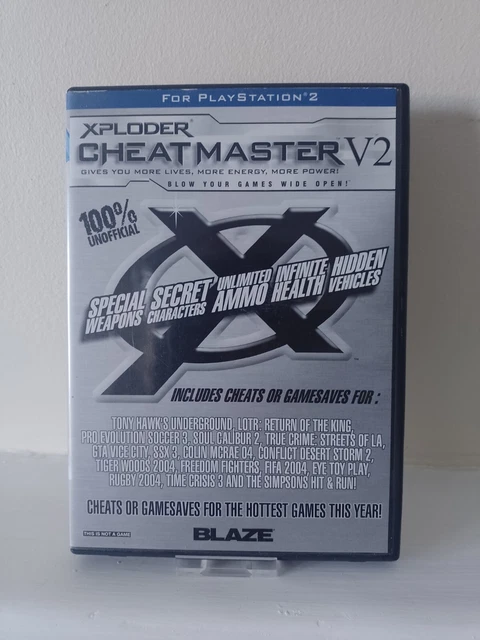 FOR PLAYSTATION®2
XPLODER®
CHEATMASTER™ V2
GIVES YOU MORE LIVES, MORE ENERGY, MORE POWER!
BLOW YOUR GAMES WIDE OPEN!
100%
UNOFFICIAL
SPECIAL WEAPONS
SECRET CHARACTERS
UNLIMITED AMMO
INFINITE HEALTH
HIDDEN VEHICLES
INCLUDES CHEATS OR GAMESAVES FOR :
TONY HAWK'S UNDERGROUND, LOTR: RETURN OF THE KING,
PRO EVOLUTION SOCCER 3, SOUL CALIBUR 2, TRUE CRIME: STREETS OF LA,
GTA VICE CITY, SSX 3, COLIN MCRAE 04, CONFLICT DESERT STORM 2,
TIGER WOODS 2004, FREEDOM FIGHTERS, FIFA 2004, EYE TOY PLAY,
RUGBY 2004, TIME CRISIS 3 AND THE SIMPSONS HIT & RUN!
CHEATS OR GAMESAVES FOR THE HOTTEST GAMES THIS YEAR!
THIS IS NOT A GAME
BLAZE